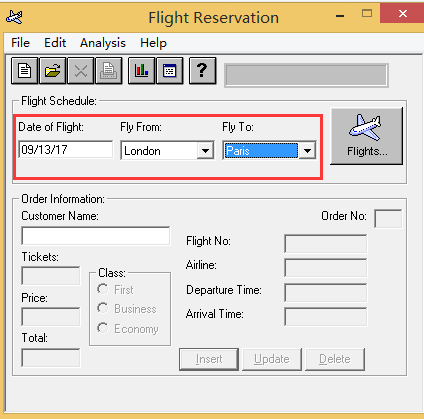 Flight Reservation
File Edit Analysis Help
?
Flight Schedule:
Date of Flight: Fly From: Fly To:
09/13/17 London Paris
Flights...
Order Information:
Customer Name: Order No:
Flight No:
Tickets:
Class:
Airline:
First
Departure Time:
Price:
Business
Arrival Time:
Economy
Total:
Insert Update Delete